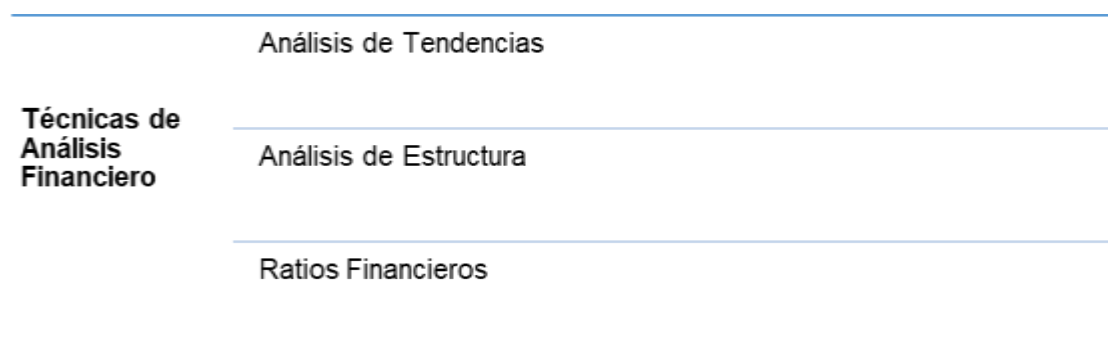 Análisis de Tendencias
Técnicas de
Análisis
Financiero
Análisis de Estructura
Ratios Financieros